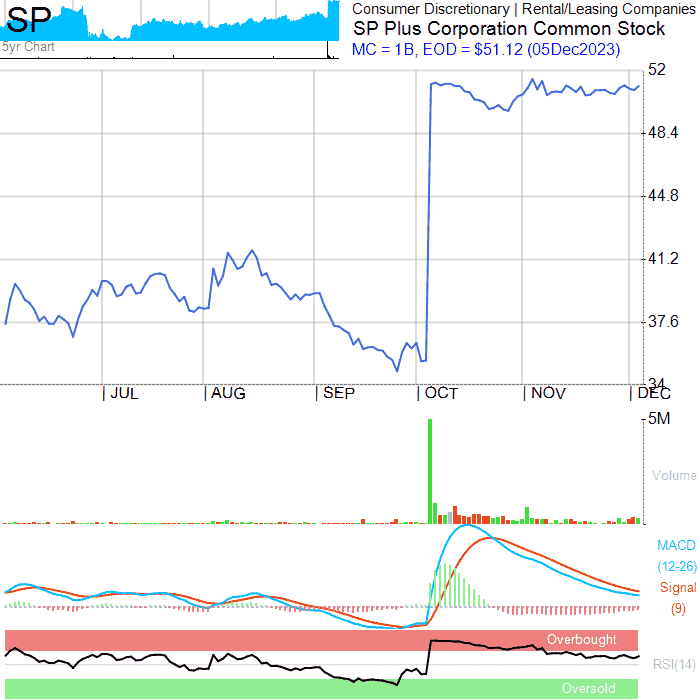 SP
5yr Chart
Consumer Discretionary | Rental/Leasing Companies
SP Plus Corporation Common Stock
MC = 1B, EOD = $51.12 (05Dec2023)
52
48.4
44.8
41.2
37.6
34
| JUL | AUG | SEP | OCT | NOV | DEC
5M
Volume
MACD
(12-26)
Signal
(9)
Overbought
RSI(14)
Oversold